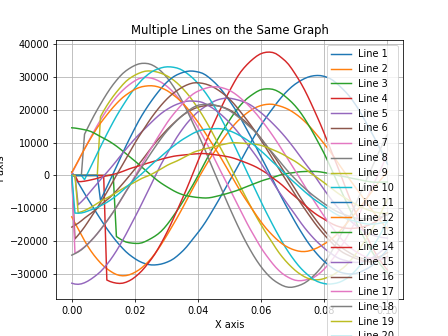 Multiple Lines on the Same Graph
40000
30000
20000
10000
0
−10000
−20000
−30000
0.00
0.02
0.04
0.06
X axis
axis
Line 1
Line 2
Line 3
Line 4
Line 5
Line 6
Line 7
Line 8
Line 9
Line 10
Line 11
Line 12
Line 13
Line 14
Line 15
Line 16
Line 17
Line 18
Line 19
Line 20